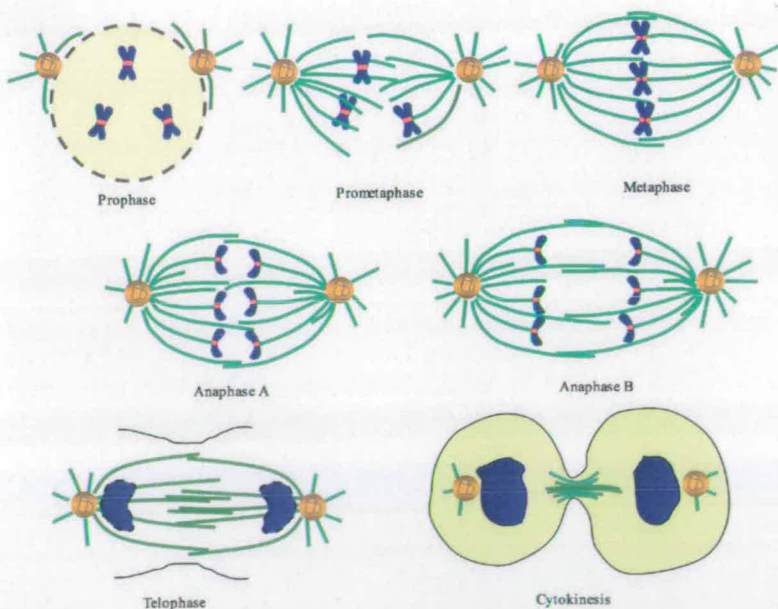 Prophase
Prometaphase
Metaphase
Anaphase A
Anaphase B
Telophase
Cytokinesis